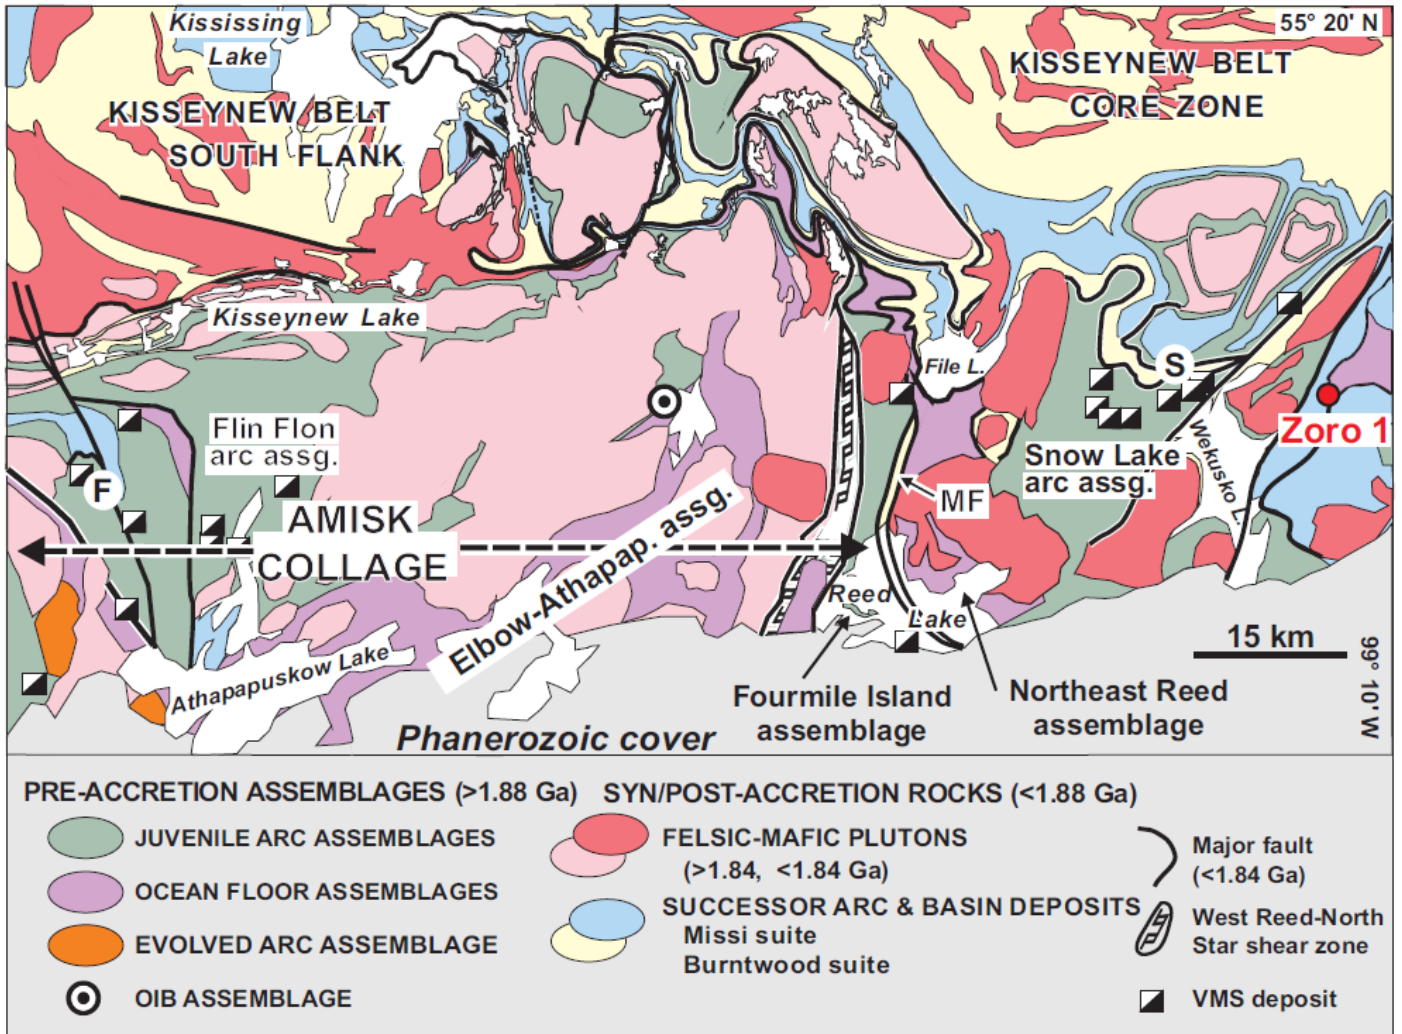 Kississing
Lake
55° 20' N
KISSEYNEW BELT
CORE ZONE
KISSEYNEW BELT
SOUTH FLANK
Kisseynew Lake
File L.
S
Zoro 1
Flin Flon
arc assg.
Snow Lake
arc assg.
Wekusko L.
F
MF
AMISK
COLLAGE
Elbow-Athapap. assg.
Reed
Lake
15 km
99° 10' W
Athapapuskow Lake
Fourmile Island
assemblage
Northeast Reed
assemblage
Phanerozoic cover
PRE-ACCRETION ASSEMBLAGES (>1.88 Ga)
JUVENILE ARC ASSEMBLAGES
OCEAN FLOOR ASSEMBLAGES
EVOLVED ARC ASSEMBLAGE
OIB ASSEMBLAGE
SYN/POST-ACCRETION ROCKS (<1.88 Ga)
FELSIC-MAFIC PLUTONS
(>1.84, <1.84 Ga)
SUCCESSOR ARC & BASIN DEPOSITS
Missi suite
Burntwood suite
Major fault
(<1.84 Ga)
West Reed-North
Star shear zone
VMS deposit